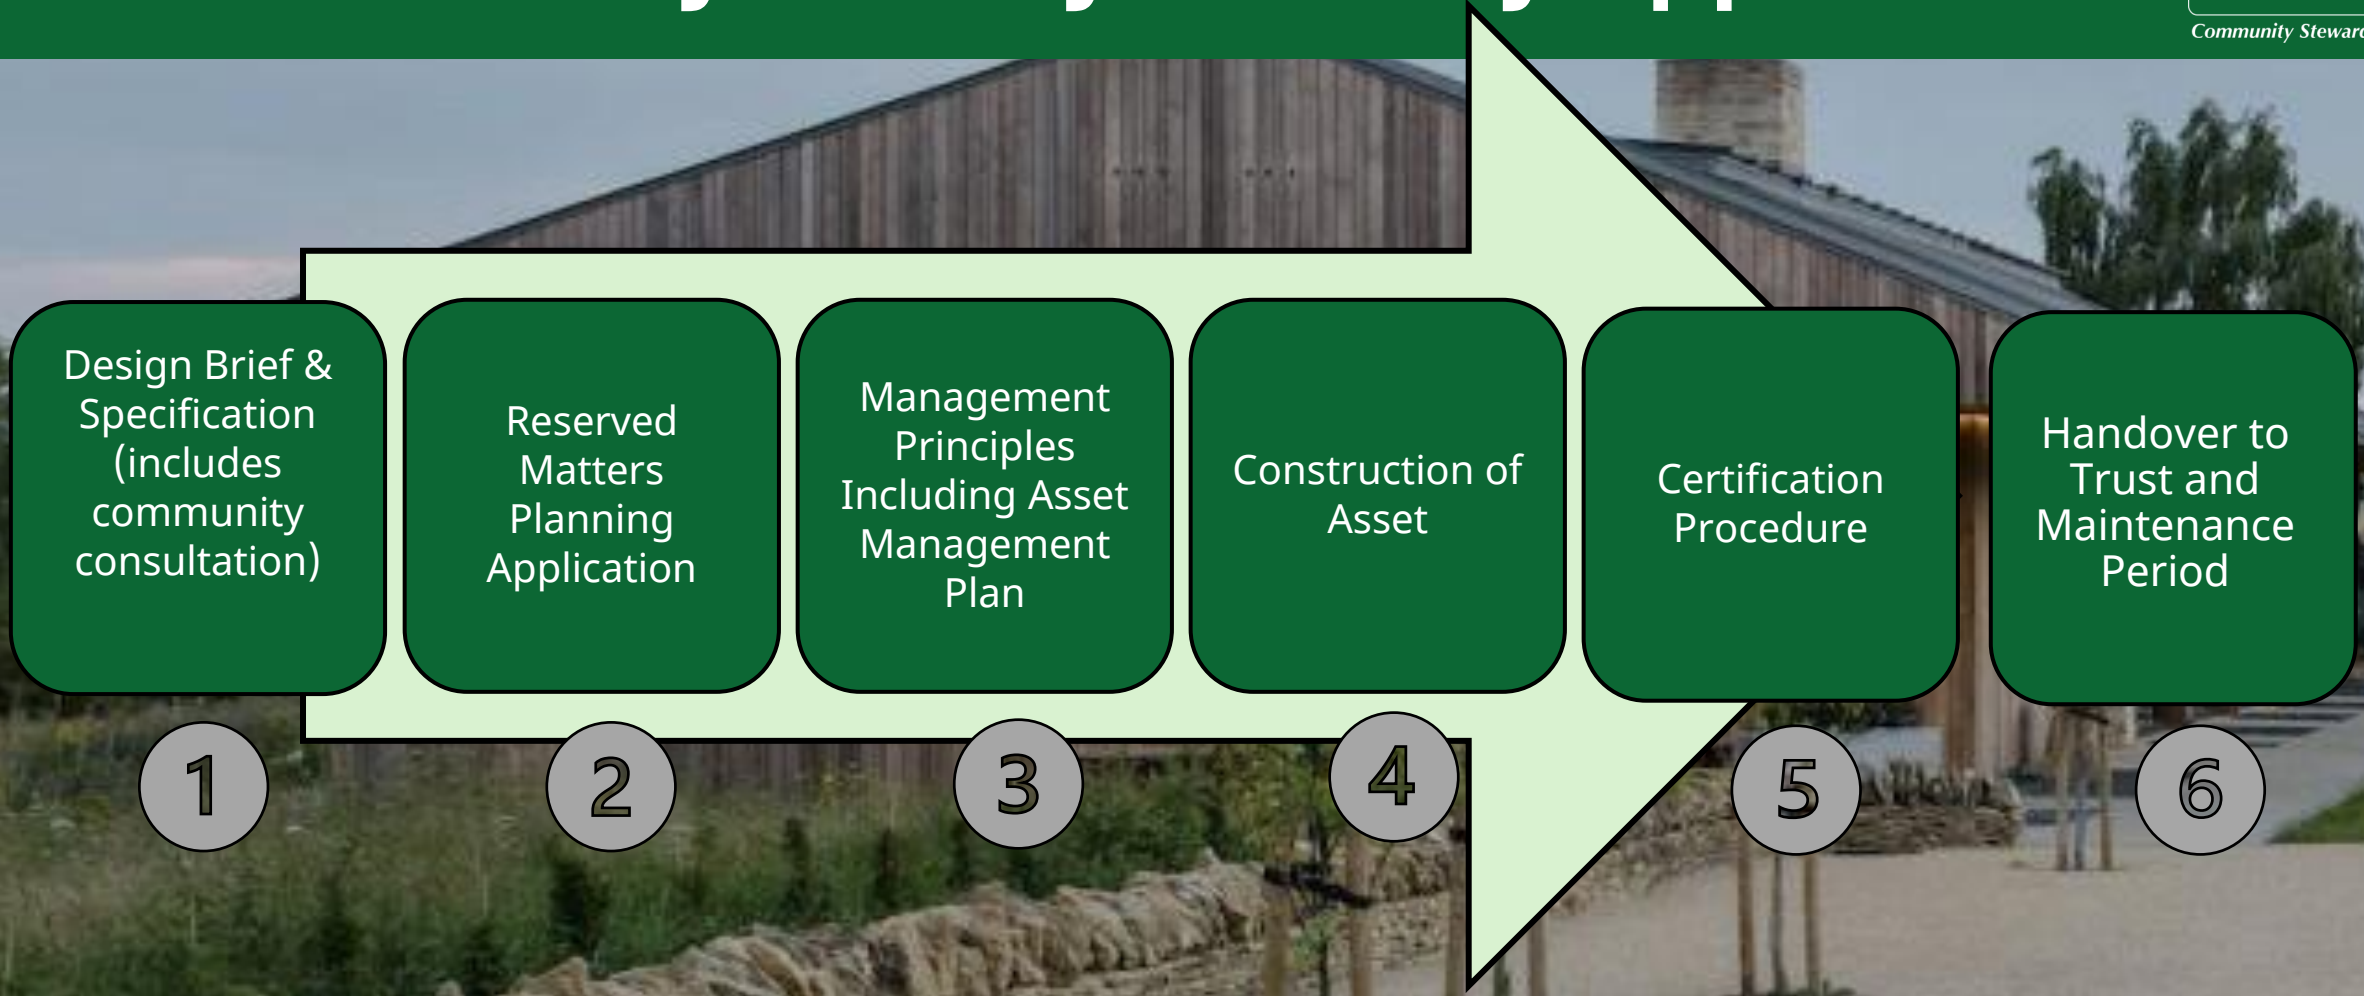 Community
Design Brief &
Specification
(includes
community
consultation)
Reserved
Matters
Planning
Application
Management
Principles
Including Asset
Management
Plan
Construction of
Asset
Certification
Procedure
Handover to
Trust and
Maintenance
Period
1
2
3
4
5
6